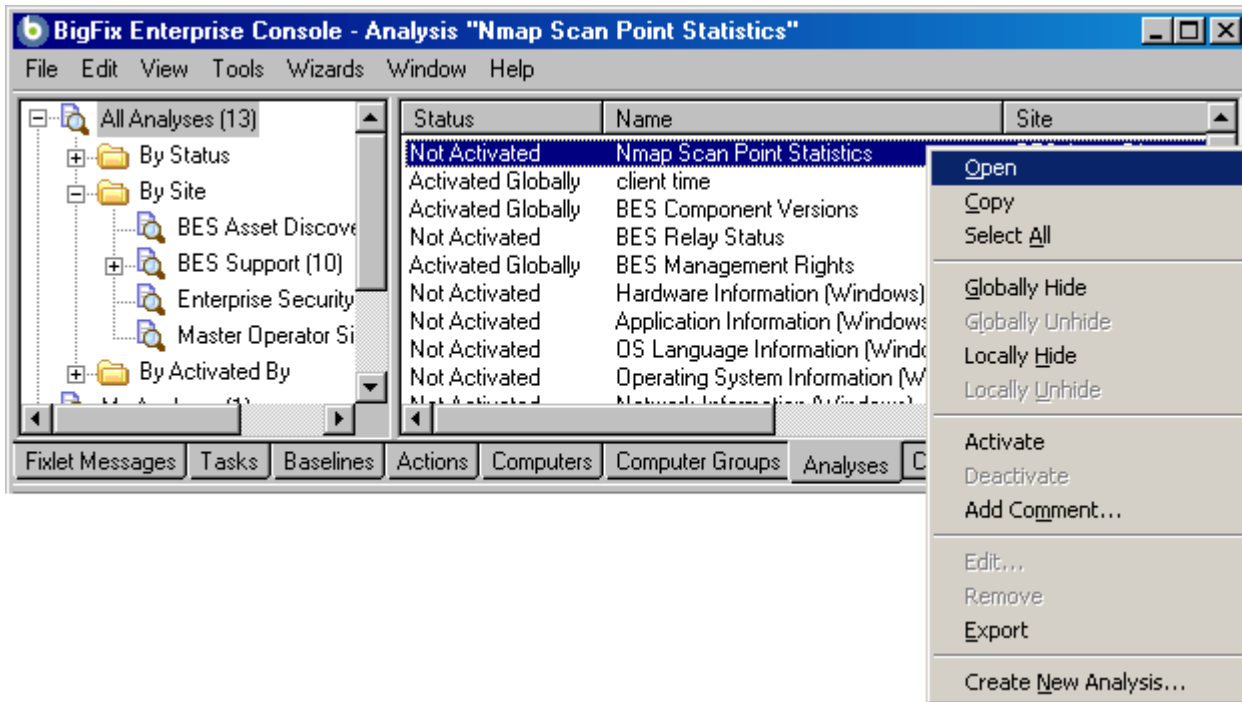 BigFix Enterprise Console - Analysis "Nmap Scan Point Statistics"
File Edit View Tools Wizards Window Help
All Analyses (13)
By Status
By Site
BES Asset Discove
BES Support (10)
Enterprise Security
Master Operator Si
By Activated By
Status Name Site
Not Activated Nmap Scan Point Statistics
Activated Globally client time
Activated Globally BES Component Versions
Not Activated BES Relay Status
Activated Globally BES Management Rights
Not Activated Hardware Information (Windows)
Not Activated Application Information (Windows
Not Activated OS Language Information (Windo
Not Activated Operating System Information (W
Not Activated Network Information (Windows)
Fixlet Messages Tasks Baselines Actions Computers Computer Groups Analyses C
Open
Copy
Select All
Globally Hide
Globally Unhide
Locally Hide
Locally Unhide
Activate
Deactivate
Add Comment...
Edit...
Remove
Export
Create New Analysis...